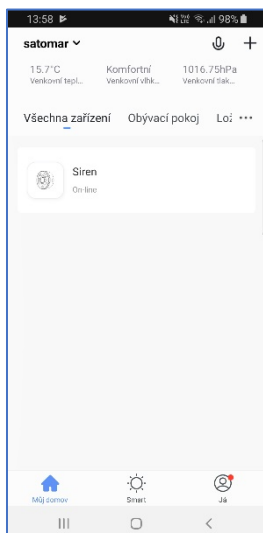 13:58 98%
satomar
15.7°C Komfortní 1016.75hPa
Venkovní tepl... Venkovní vlhk... Venkovní tlak...
Všechna zařízení Obývací pokoj Lož
Siren
On-line
Můj domov Smart Já